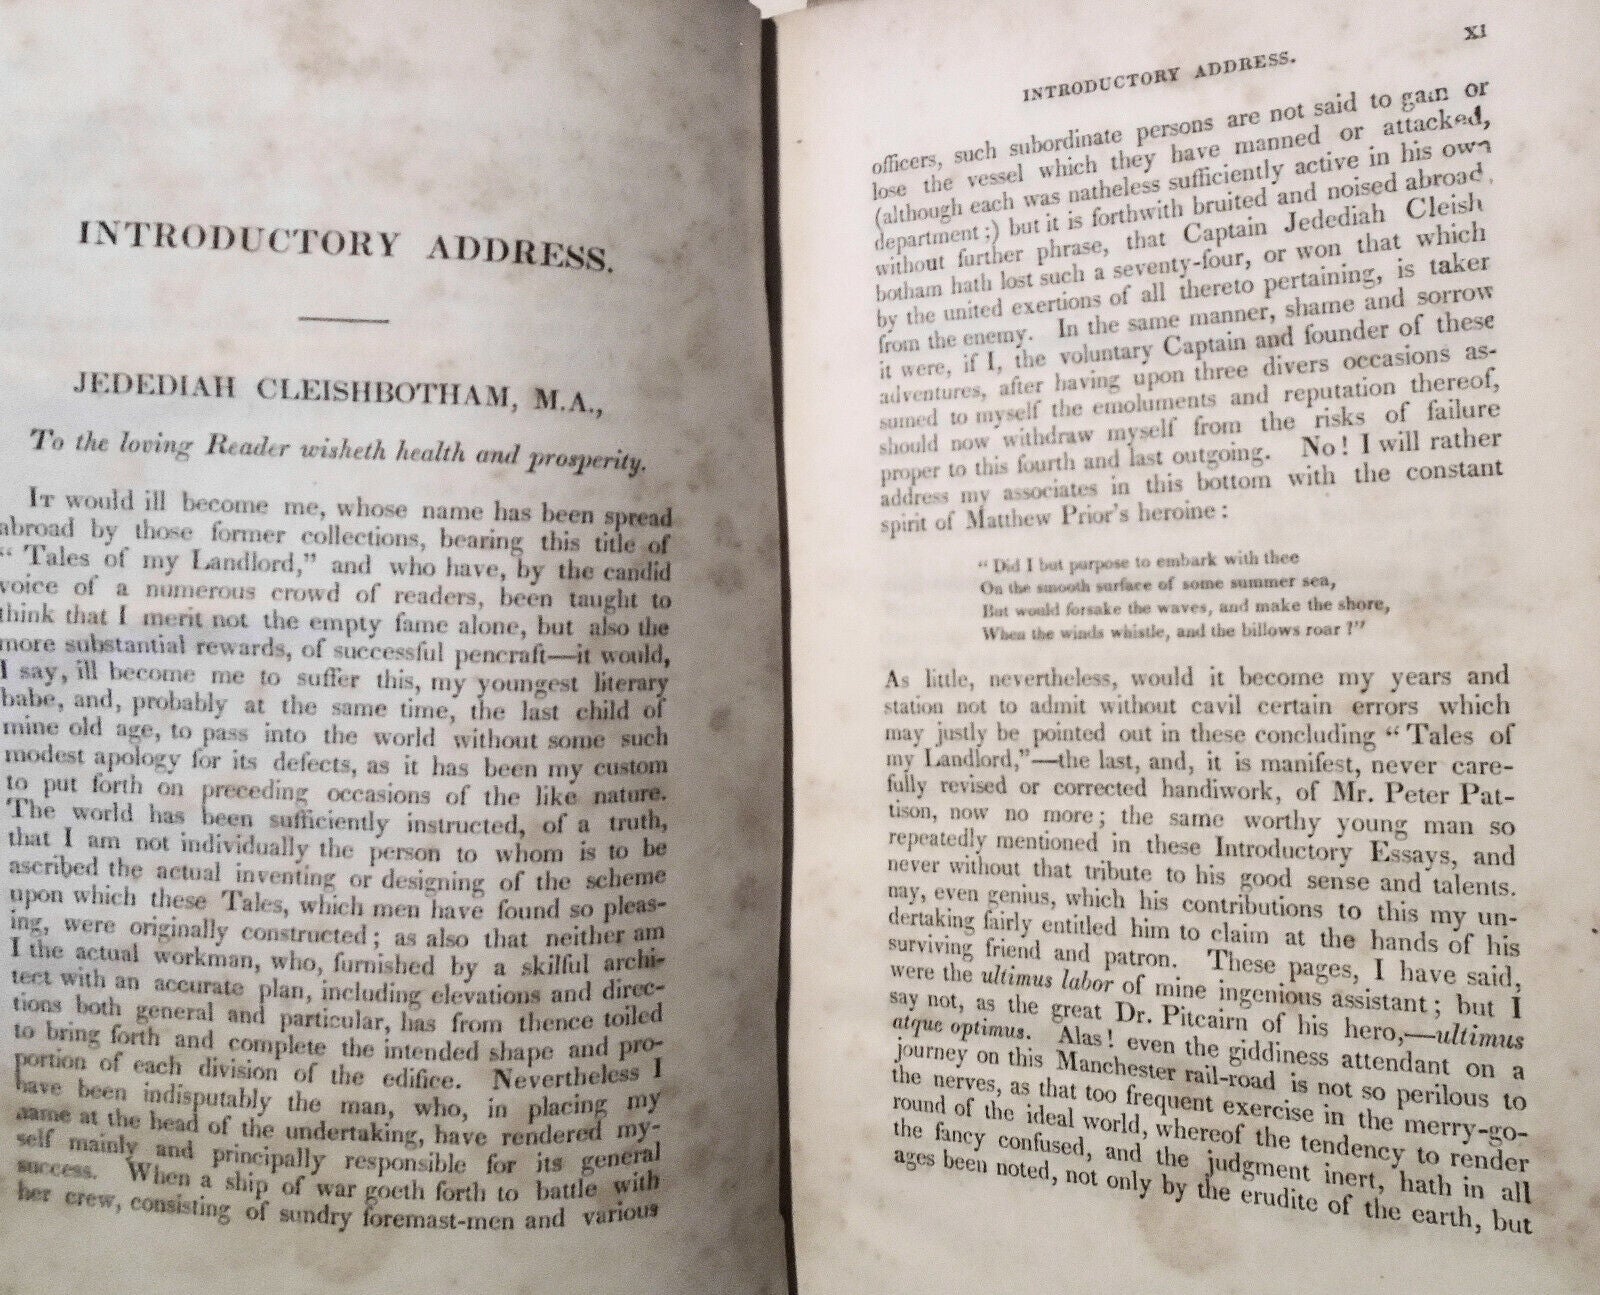 INTRODUCTORY ADDRESS.
JEDEDIAH CLEISHBOTHAM, M.A.,
To the loving Reader wisheth health and prosperity.
IT would ill become me, whose name has been spread
abroad by those former collections, bearing this title of
“Tales of my Landlord,” and who have, by the candid
voice of a numerous crowd of readers, been taught to
think that I merit not the empty fame alone, but also the
more substantial rewards, of successful pencraft—it would,
I say, ill become me to suffer this, my youngest literary
babe, and, probably at the same time, the last child of
mine old age, to pass into the world without some such
modest apology for its defects, as it has been my custom
to put forth on preceding occasions of the like nature.
The world has been sufficiently instructed, of a truth,
that I am not individually the person to whom is to be
ascribed the actual inventing or designing of the scheme
upon which these Tales, which men have found so pleas-
ing, were originally constructed; as also that neither am
I the actual workman, who, furnished by a skilful archi-
tect with an accurate plan, including elevations and direc-
tions both general and particular, has from thence toiled
to bring forth and complete the intended shape and pro-
portion of each division of the edifice. Nevertheless I
have been indisputably the man, who, in placing my
name at the head of the undertaking, have rendered my-
self mainly and principally responsible for its general
success. When a ship of war goeth forth to battle with
her crew, consisting of sundry foremast-men and various
INTRODUCTORY ADDRESS.
XI
officers, such subordinate persons are not said to gain or
lose the vessel which they have manned or attacked,
(although each was natheless sufficiently active in his own
department;) but it is forthwith bruited and noised abroad,
without further phrase, that Captain Jedediah Cleish
botham hath lost such a seventy-four, or won that which
by the united exertions of all thereto pertaining, is taker
from the enemy. In the same manner, shame and sorrow
it were, if I, the voluntary Captain and founder of these
adventures, after having upon three divers occasions as-
sumed to myself the emoluments and reputation thereof,
should now withdraw myself from the risks of failure
proper to this fourth and last outgoing. No! I will rather
address my associates in this bottom with the constant
spirit of Matthew Prior's heroine:
“Did I but purpose to embark with thee
On the smooth surface of some summer sea,
But would forsake the waves, and make the shore,
When the winds whistle, and the billows roar?”
As little, nevertheless, would it become my years and
station not to admit without cavil certain errors which
may justly be pointed out in these concluding “Tales of
my Landlord,”—the last, and, it is manifest, never care-
fully revised or corrected handiwork, of Mr. Peter Pat-
tison, now no more; the same worthy young man so
repeatedly mentioned in these Introductory Essays, and
never without that tribute to his good sense and talents.
nay, even genius, which his contributions to this my un-
dertaking fairly entitled him to claim at the hands of his
surviving friend and patron. These pages, I have said,
were the ultimus labor of mine ingenious assistant; but I
say not, as the great Dr. Pitcairn of his hero,—ultimus
atque optimus. Alas! even the giddiness attendant on a
journey on this Manchester rail-road is not so perilous to
the nerves, as that too frequent exercise in the merry-go-
round of the ideal world, whereof the tendency to render
the fancy confused, and the judgment inert, hath in all
ages been noted, not only by the erudite of the earth, but